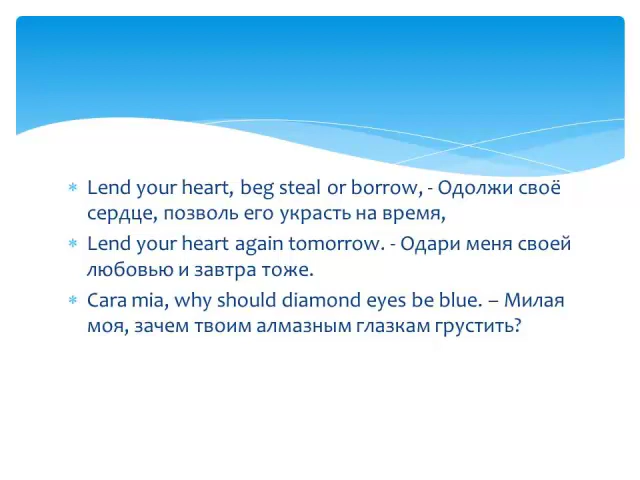 Lend your heart, beg steal or borrow, - Одолжи своё
сердце, позволь его украсть на время,
Lend your heart again tomorrow. - Одари меня своей
любовью и завтра тоже.
Cara mia, why should diamond eyes be blue. – Милая
моя, зачем твоим алмазным глазкам грустить?